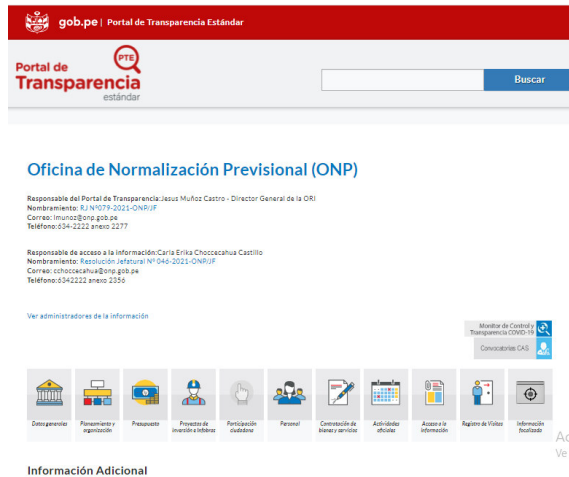 gob.pe | Portal de Transparencia Estándar
Portal de
PTE
Transparencia
estándar
Buscar
Oficina de Normalización Previsional (ONP)
Responsable del Portal de Transparencia:Jesus Muñoz Castro - Director General de la ORI
Nombramiento: RJ Nº079-2021-ONP/JF
Correo: lmunoz@onp.gob.pe
Teléfono:634-2222 anexo 2277
Responsable de acceso a la información:Carla Erika Choccecahua Castillo
Nombramiento: Resolución Jefatural Nº 046-2021-ONP/JF
Correo: cchoccecahua@onp.gob.pe
Teléfono:6342222 anexo 2356
Ver administradores de la información
Monitor de Control y
Transparencia COVID-19
Convocatorias CAS
Datos generales
Planeamiento y
organización
Presupuesto
Proyectos de
inversión e Infobras
Participación
ciudadana
Personal
Contratación de
bienes y servicios
Actividades
oficiales
Acceso a la
información
Registro de Visitas
Información
focalizada
Ac
Ve
Información Adicional